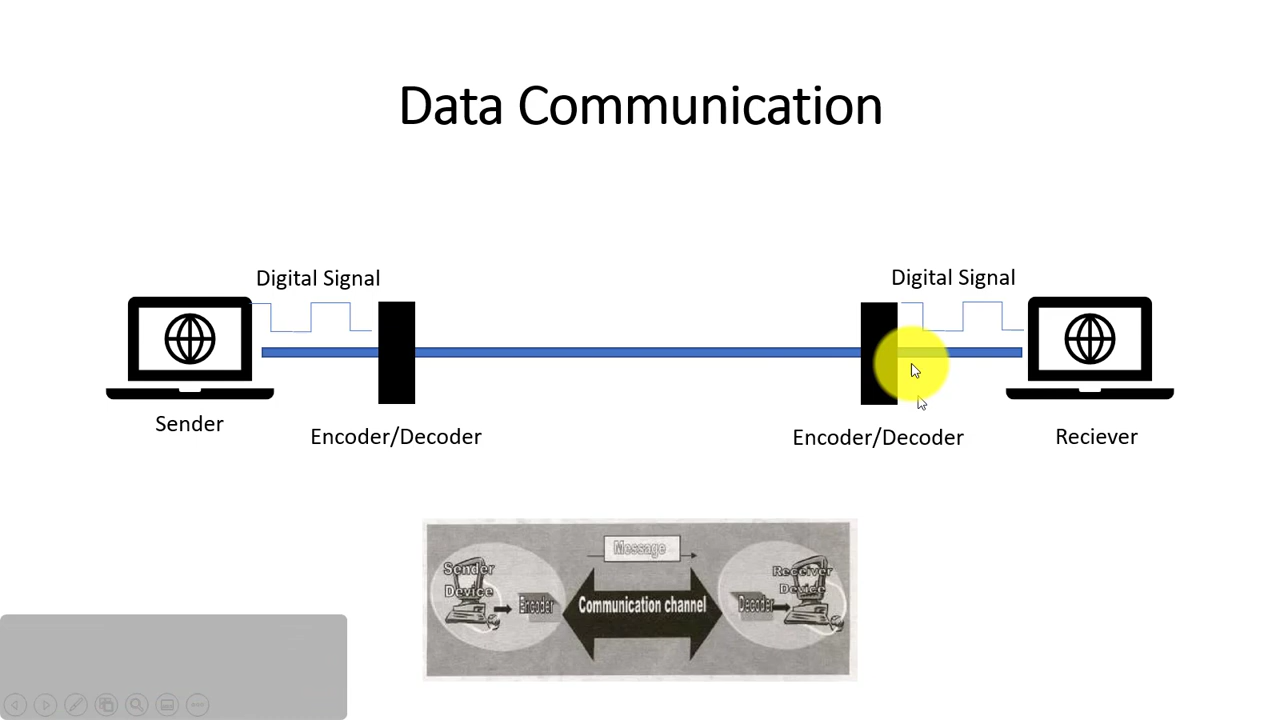 Data Communication
Digital Signal
Digital Signal
Sender
Encoder/Decoder
Encoder/Decoder
Reciever
Message
Sender
Device
Encoder
Communication channel
Decoder
Receiver
Device